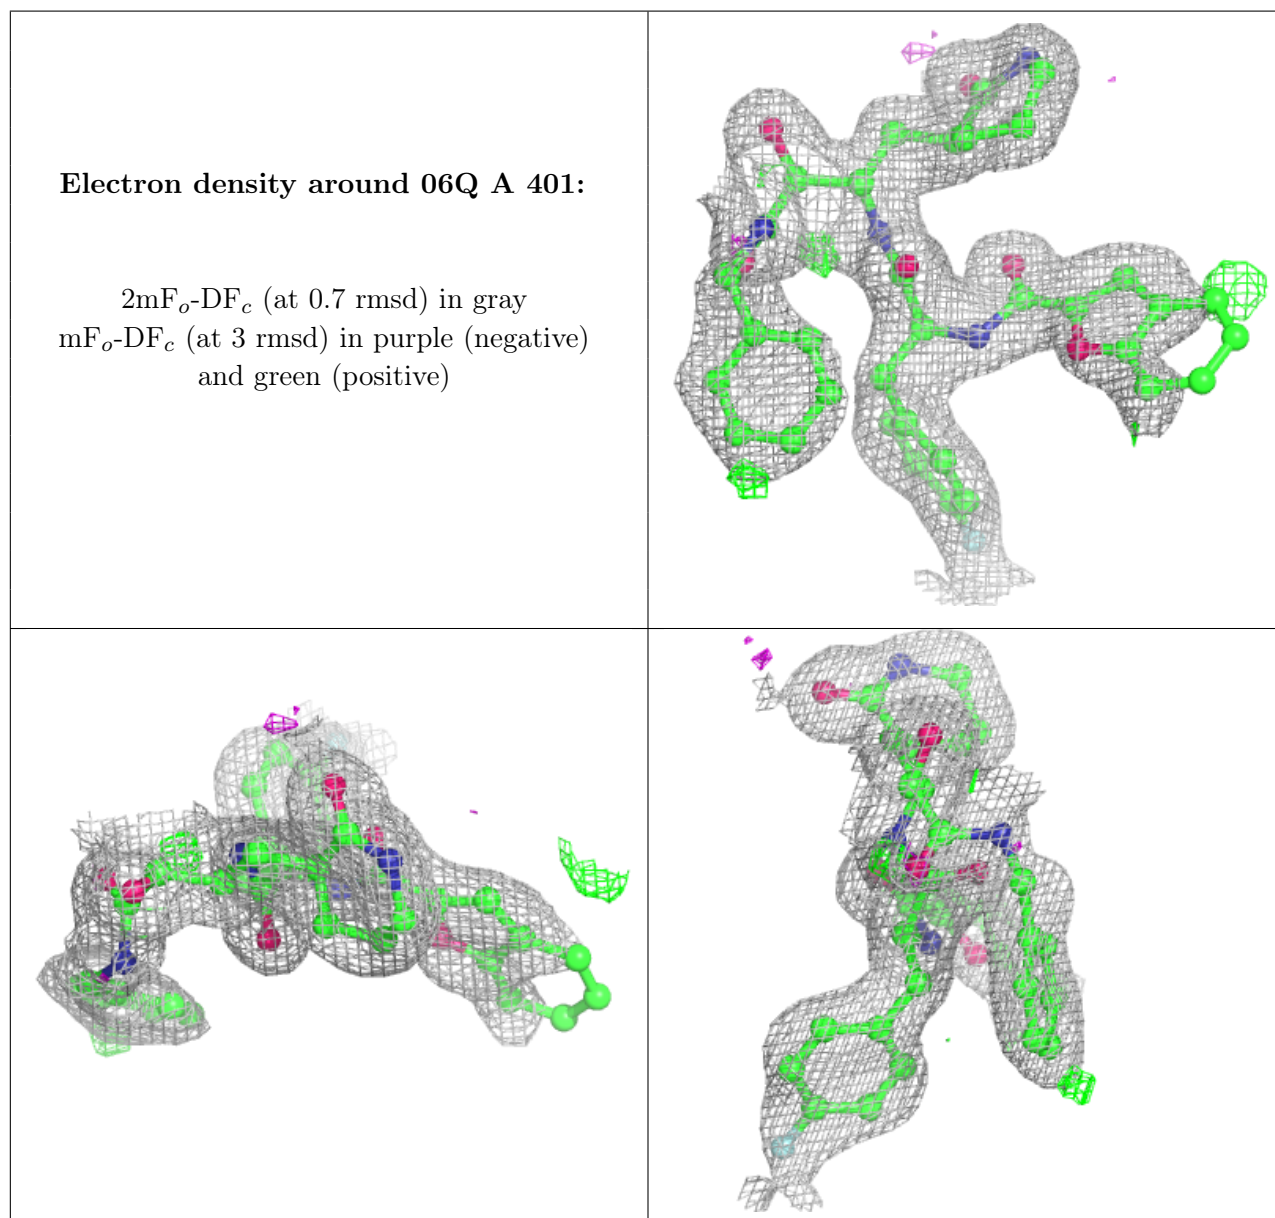 Electron density around 06Q A 401:
2mFo-DFc (at 0.7 rmsd) in gray
mFo-DFc (at 3 rmsd) in purple (negative)
and green (positive)